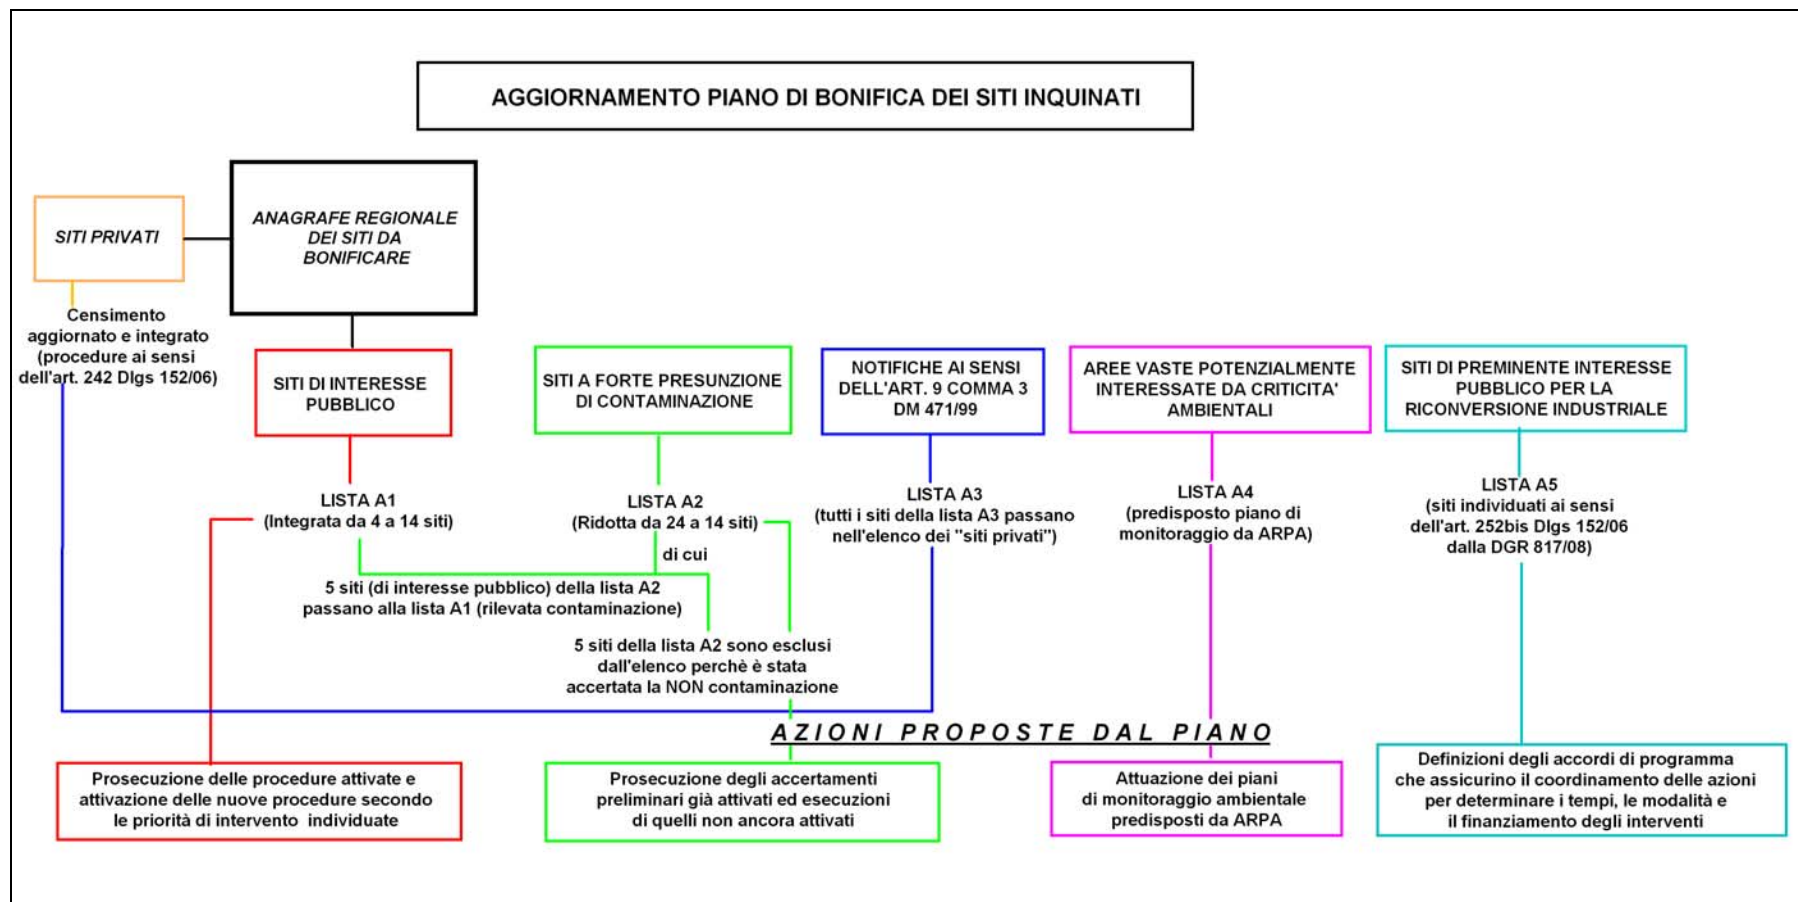 AGGIORNAMENTO PIANO DI BONIFICA DEI SITI INQUINATI
SITI PRIVATI
ANAGRAFE REGIONALE
DEI SITI DA
BONIFICARE
Censimento
aggiornato e integrato
(procedure ai sensi
dell'art. 242 Dlgs 152/06)
SITI DI INTERESSE
PUBBLICO
SITI A FORTE PRESUNZIONE
DI CONTAMINAZIONE
NOTIFICHE AI SENSI
DELL'ART. 9 COMMA 3
DM 471/99
AREE VASTE POTENZIALMENTE
INTERESSATE DA CRITICITA'
AMBIENTALI
SITI DI PREMINENTE INTERESSE
PUBBLICO PER LA
RICONVERSIONE INDUSTRIALE
LISTA A1
(Integrata da 4 a 14 siti)
LISTA A2
(Ridotta da 24 a 14 siti)
di cui
LISTA A3
(tutti i siti della lista A3 passano
nell'elenco dei "siti privati")
LISTA A4
(predisposto piano di
monitoraggio da ARPA)
LISTA A5
(siti individuati ai sensi
dell'art. 252bis Dlgs 152/06
dalla DGR 817/08)
5 siti (di interesse pubblico) della lista A2
passano alla lista A1 (rilevata contaminazione)
5 siti della lista A2 sono esclusi
dall'elenco perchè è stata
accertata la NON contaminazione
AZIONI PROPOSTE DAL PIANO
Prosecuzione delle procedure attivate e
attivazione delle nuove procedure secondo
le priorità di intervento individuate
Prosecuzione degli accertamenti
preliminari già attivati ed esecuzioni
di quelli non ancora attivati
Attuazione dei piani
di monitoraggio ambientale
predisposti da ARPA
Definizioni degli accordi di programma
che assicurino il coordinamento delle azioni
per determinare i tempi, le modalità e
il finanziamento degli interventi